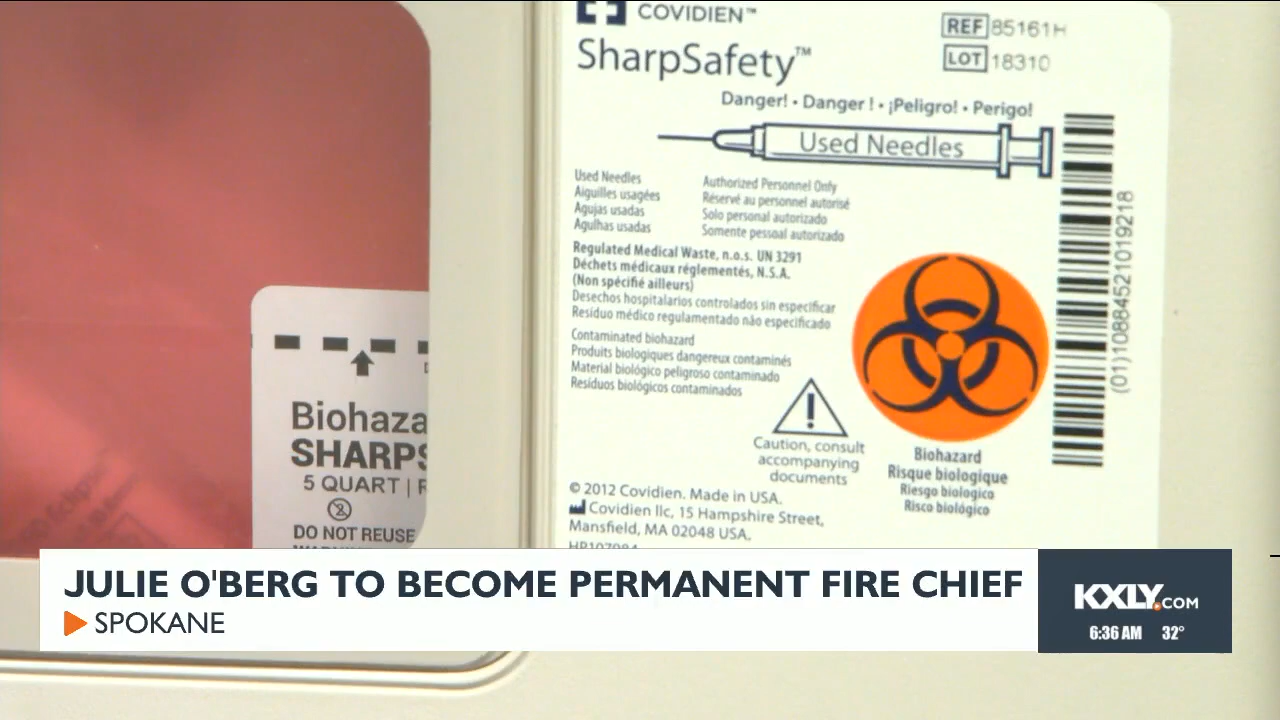 COVIDIEN™
SharpSafety™
REF 85161H
LOT 18310
Danger! • Danger ! • ¡Peligro! • Perigo!
Used Needles
Used Needles
Aiguilles usagées
Agujas usadas
Agulhas usadas
Authorized Personnel Only
Réservé au personnel autorisé
Solo personal autorizado
Somente pessoal autorizado
Regulated Medical Waste, n.o.s. UN 3291
Déchets médicaux réglementés, N.S.A.
(Non spécifié ailleurs)
Desechos hospitalarios controlados sin especificar
Resíduo médico regulamentado não especificado
Contaminated biohazard
Produits biologiques dangereux contaminés
Material biológico peligroso contaminado
Resíduos biológicos contaminados
Caution, consult
accompanying
documents
Biohazard
Risque biologique
Riesgo biologico
Risco biológico
(01)10884521019218
© 2012 Covidien. Made in USA.
Covidien llc, 15 Hampshire Street,
Mansfield, MA 02048 USA.
Biohaza
SHARPS
5 QUART |
2
DO NOT REUSE
JULIE O'BERG TO BECOME PERMANENT FIRE CHIEF
SPOKANE
KXLY.COM
6:36 AM 32°